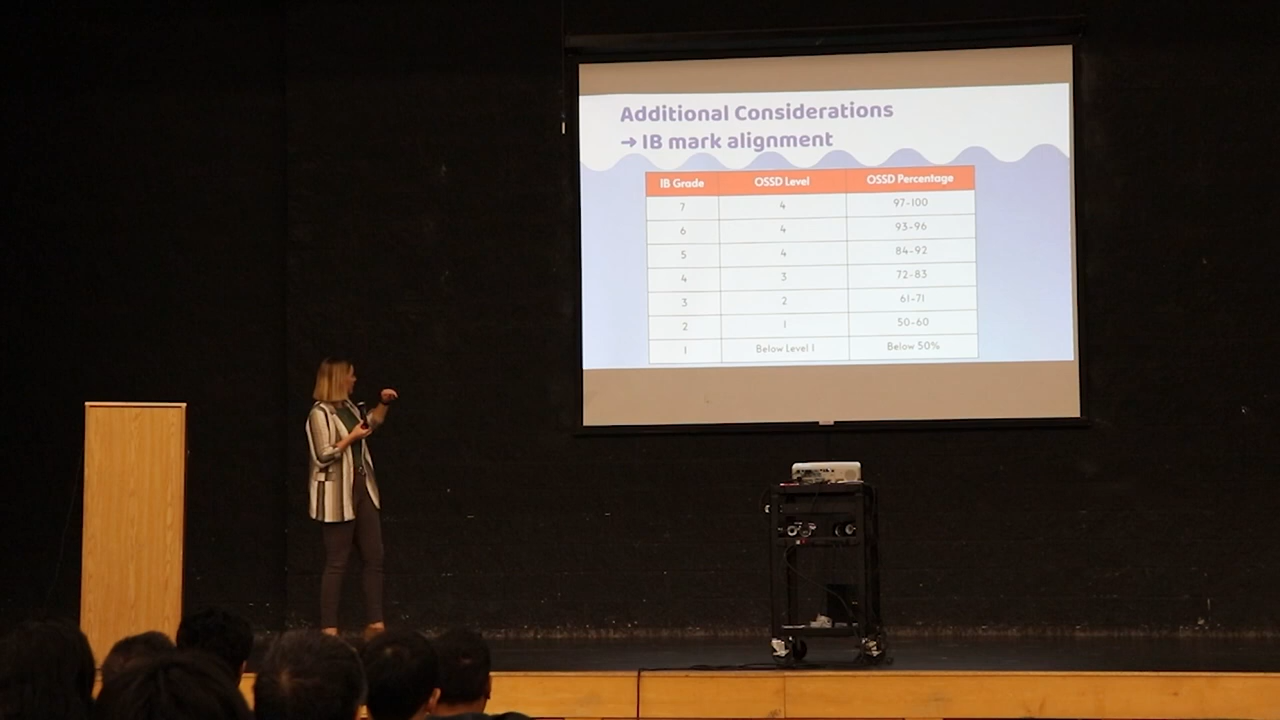 Additional Considerations
→ IB mark alignment
IB Grade OSSD Level OSSD Percentage
7 4 97-100
6 4 93-96
5 4 84-92
4 3 72-83
3 2 61-71
2 1 50-60
1 Below Level 1 Below 50%